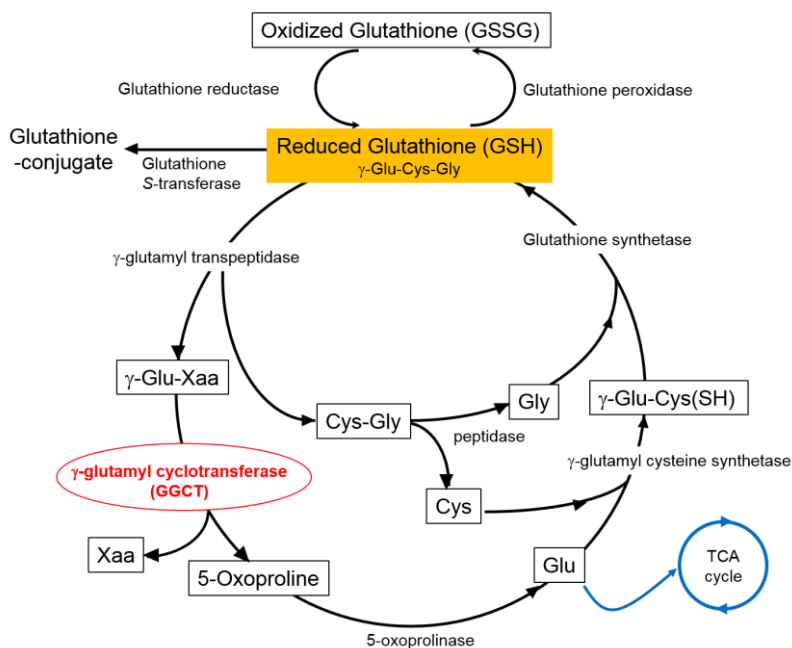 Oxidized Glutathione (GSSG)
Glutathione reductase
Glutathione peroxidase
Glutathione
-conjugate
Glutathione
S-transferase
Reduced Glutathione (GSH)
γ-Glu-Cys-Gly
Glutathione synthetase
γ-glutamyl transpeptidase
γ-Glu-Xaa
Cys-Gly
Gly
γ-Glu-Cys(SH)
peptidase
γ-glutamyl cyclotransferase
(GGCT)
γ-glutamyl cysteine synthetase
Cys
Xaa
5-Oxoproline
Glu
TCA
cycle
5-oxoprolinase